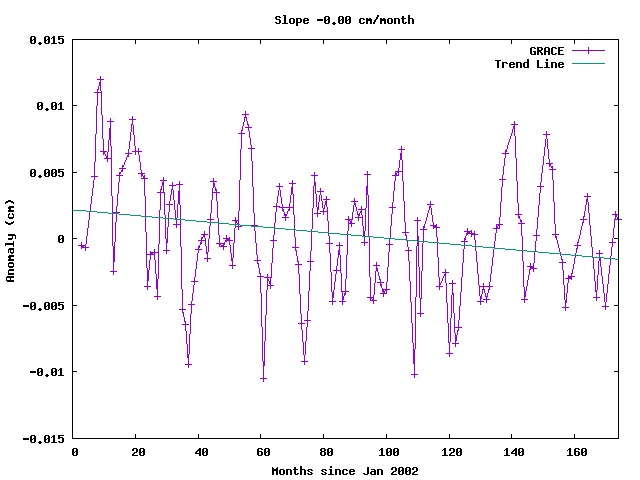 Slope -0.00 cm/month
GRACE
Trend Line
0.015
0.01
0.005
0
-0.005
-0.01
-0.015
Anomaly (cm)
0 20 40 60 80 100 120 140 160
Months since Jan 2002